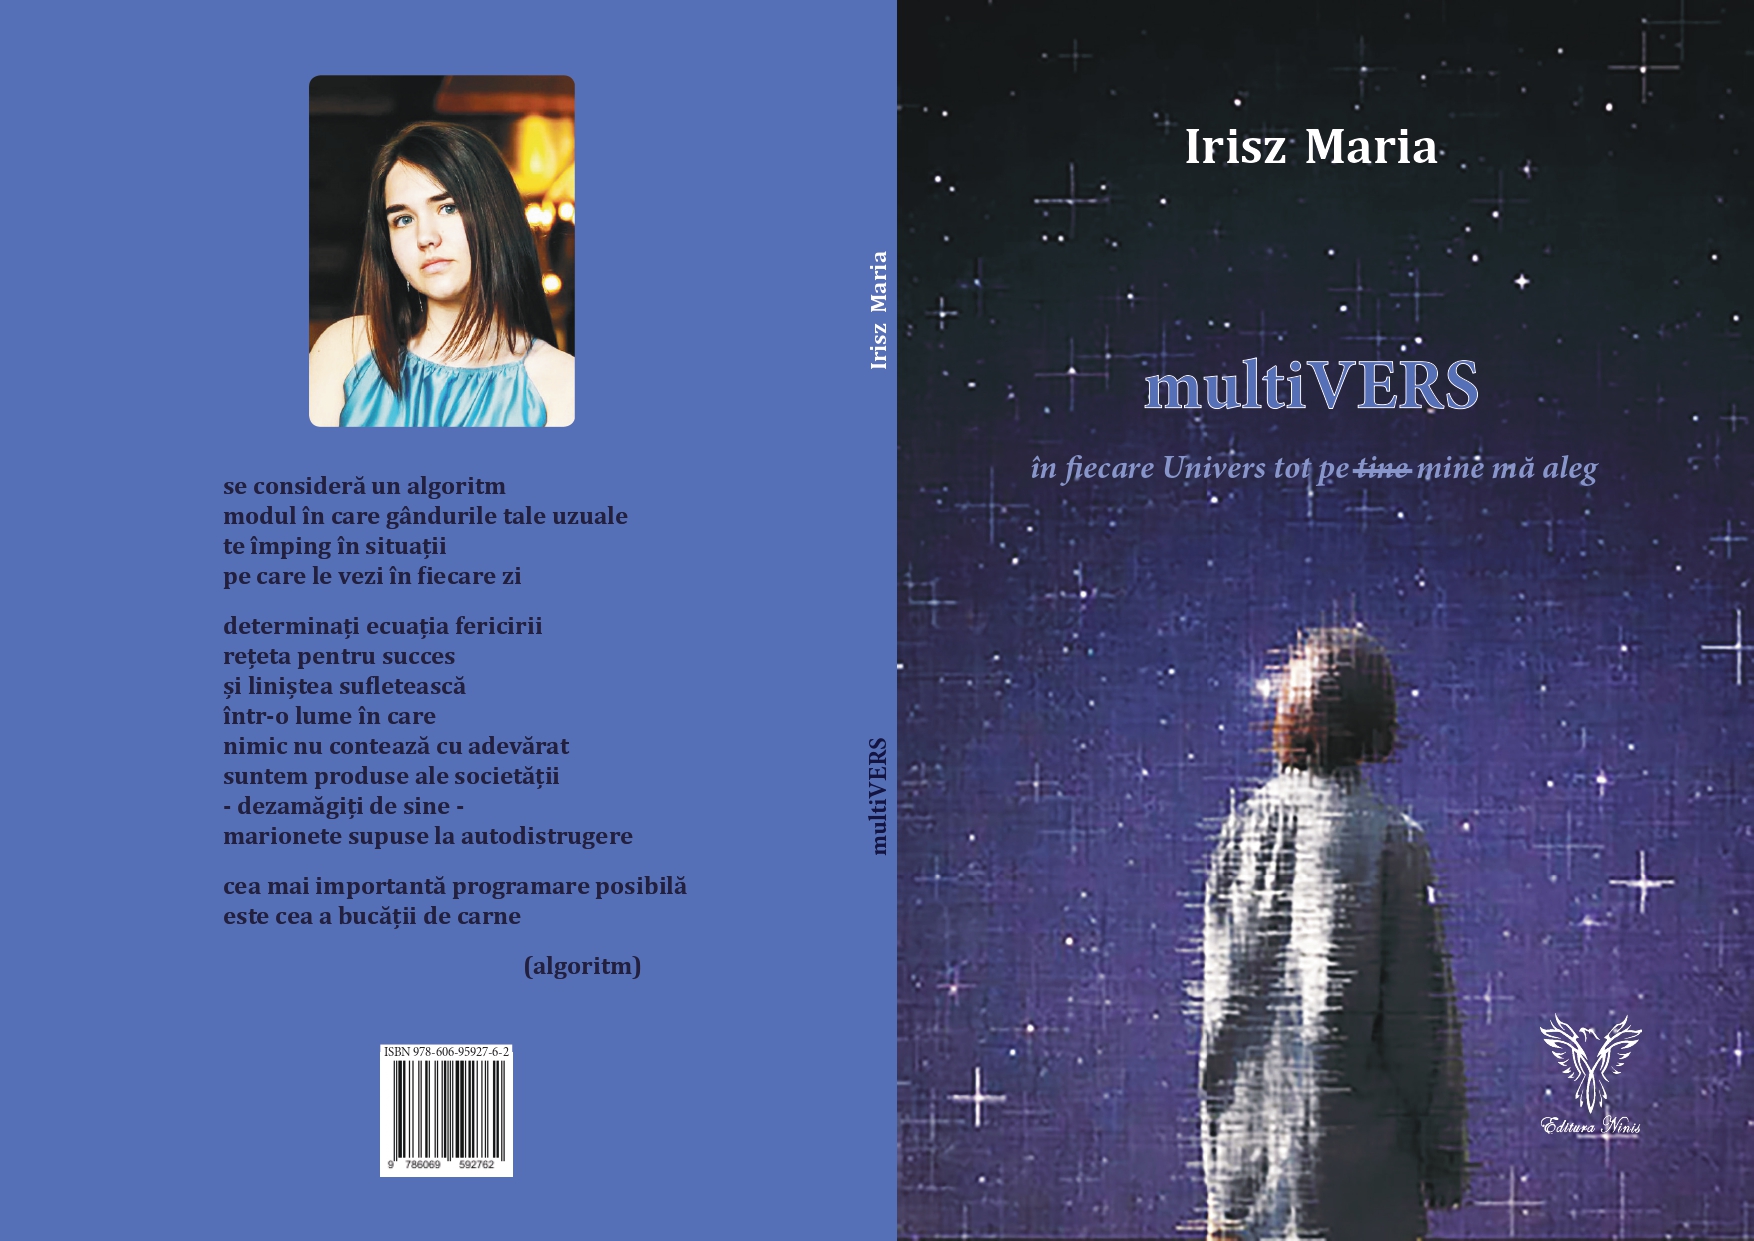 se consideră un algoritm
modul în care gândurile tale uzuale
te împing în situații
pe care le vezi în fiecare zi
determinați ecuația fericirii
rețeta pentru succes
și liniștea sufletească
într-o lume în care
nimic nu contează cu adevărat
suntem produse ale societății
- dezamăgiți de sine -
marionete supuse la autodistrugere
cea mai importantă programare posibilă
este cea a bucății de carne
(algoritm)
ISBN 978-606-95927-6-2
9 786069 592762
Irisz Maria
multiVERS
Irisz Maria
multiVERS
în fiecare Univers tot pe tine mine mă aleg
Editura Ninis